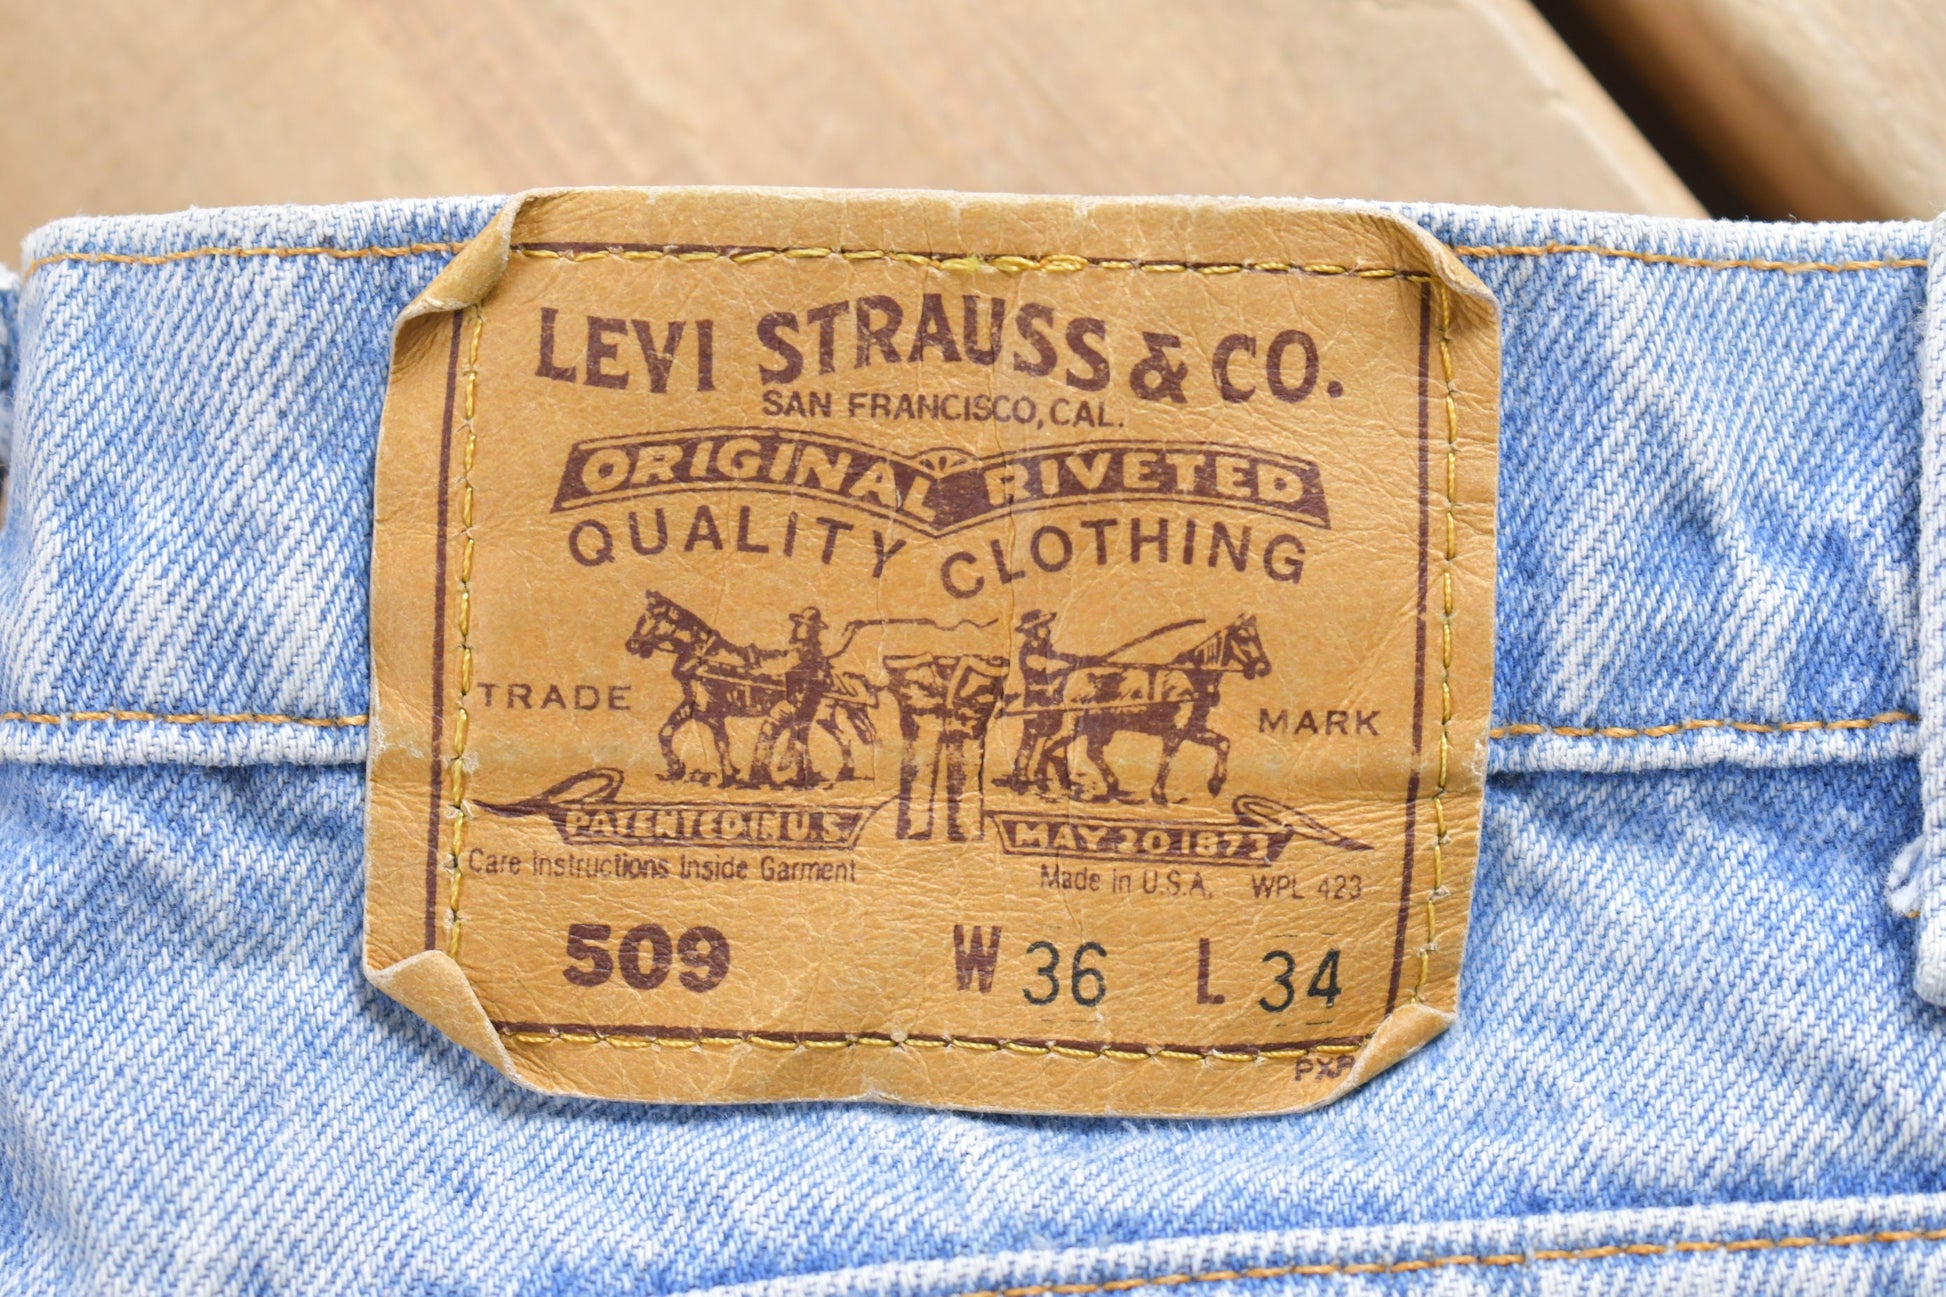 LEVI STRAUSS & CO.
SAN FRANCISCO, CAL.
ORIGINAL RIVETED
QUALITY CLOTHING
TRADE MARK
PATENTED IN U.S. MAY 20 1873
Care Instructions Inside Garment Made in U.S.A. WPL 423
509 W 36 L 34